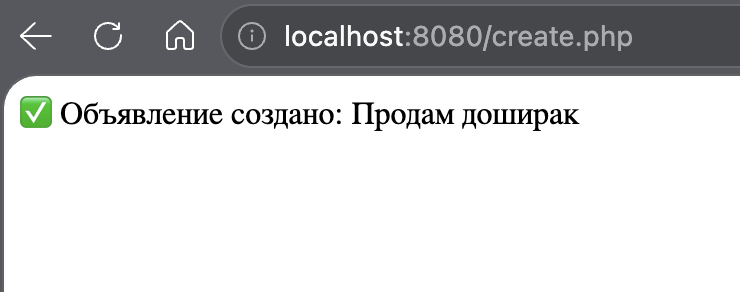 localhost:8080/create.php
✅ Объявление создано: Продам доширак